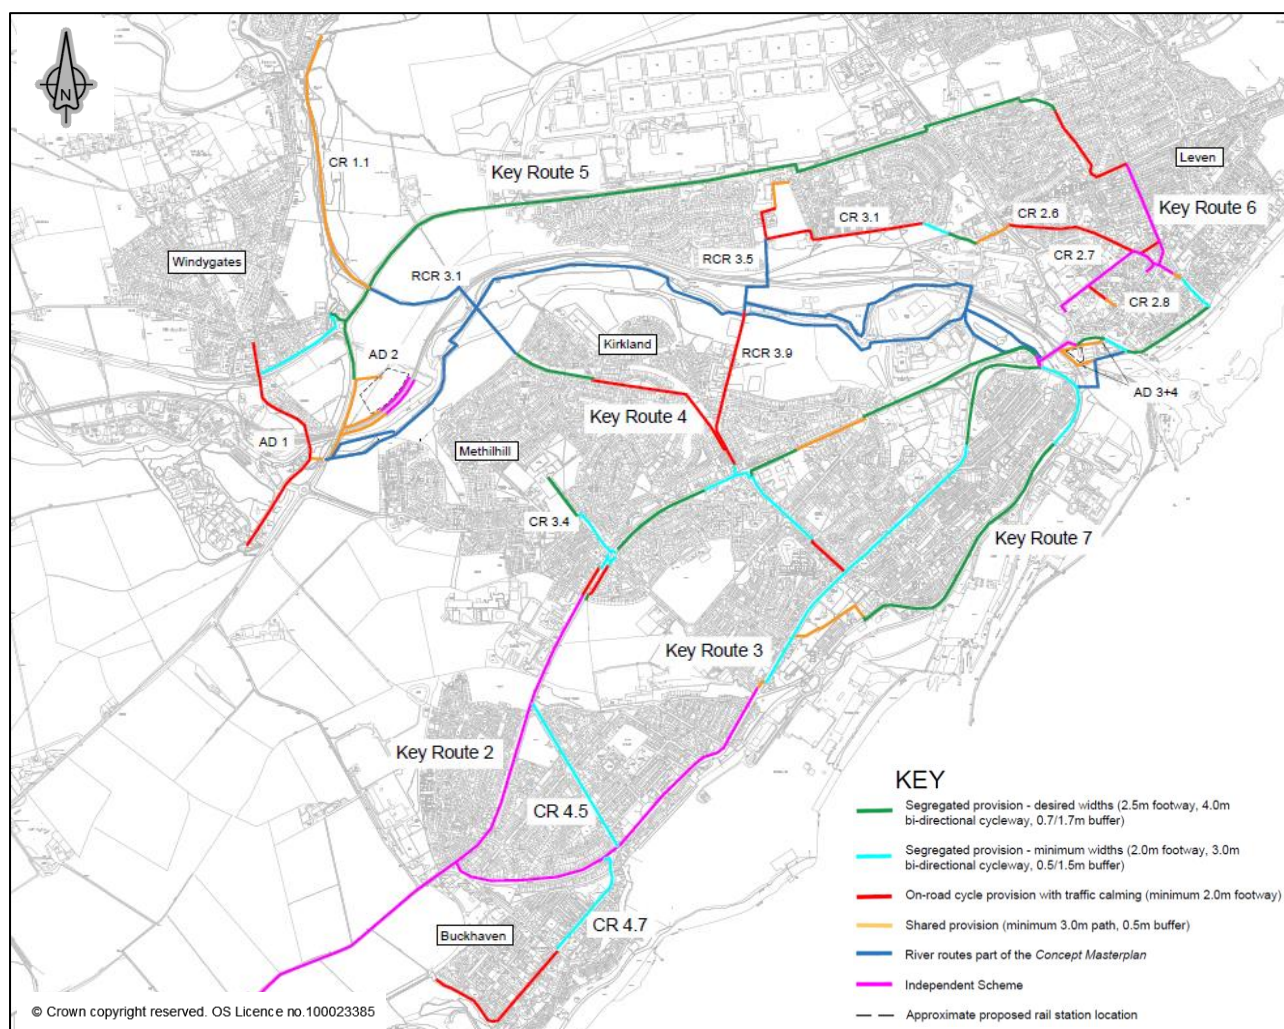 N
CR 1.1
Key Route 5
Leven
CR 3.1
CR 2.6
Key Route 6
Windygates
RCR 3.1
RCR 3.5
CR 2.7
CR 2.8
Kirkland
RCR 3.9
AD 2
Key Route 4
AD 3+4
AD 1
Methilhill
CR 3.4
Key Route 7
Key Route 3
Key Route 2
CR 4.5
CR 4.7
Buckhaven
KEY
Segregated provision - desired widths (2.5m footway, 4.0m
bi-directional cycleway, 0.7/1.7m buffer)
Segregated provision - minimum widths (2.0m footway, 3.0m
bi-directional cycleway, 0.5/1.5m buffer)
On-road cycle provision with traffic calming (minimum 2.0m footway)
Shared provision (minimum 3.0m path, 0.5m buffer)
River routes part of the Concept Masterplan
Independent Scheme
Approximate proposed rail station location
© Crown copyright reserved. OS Licence no.100023385